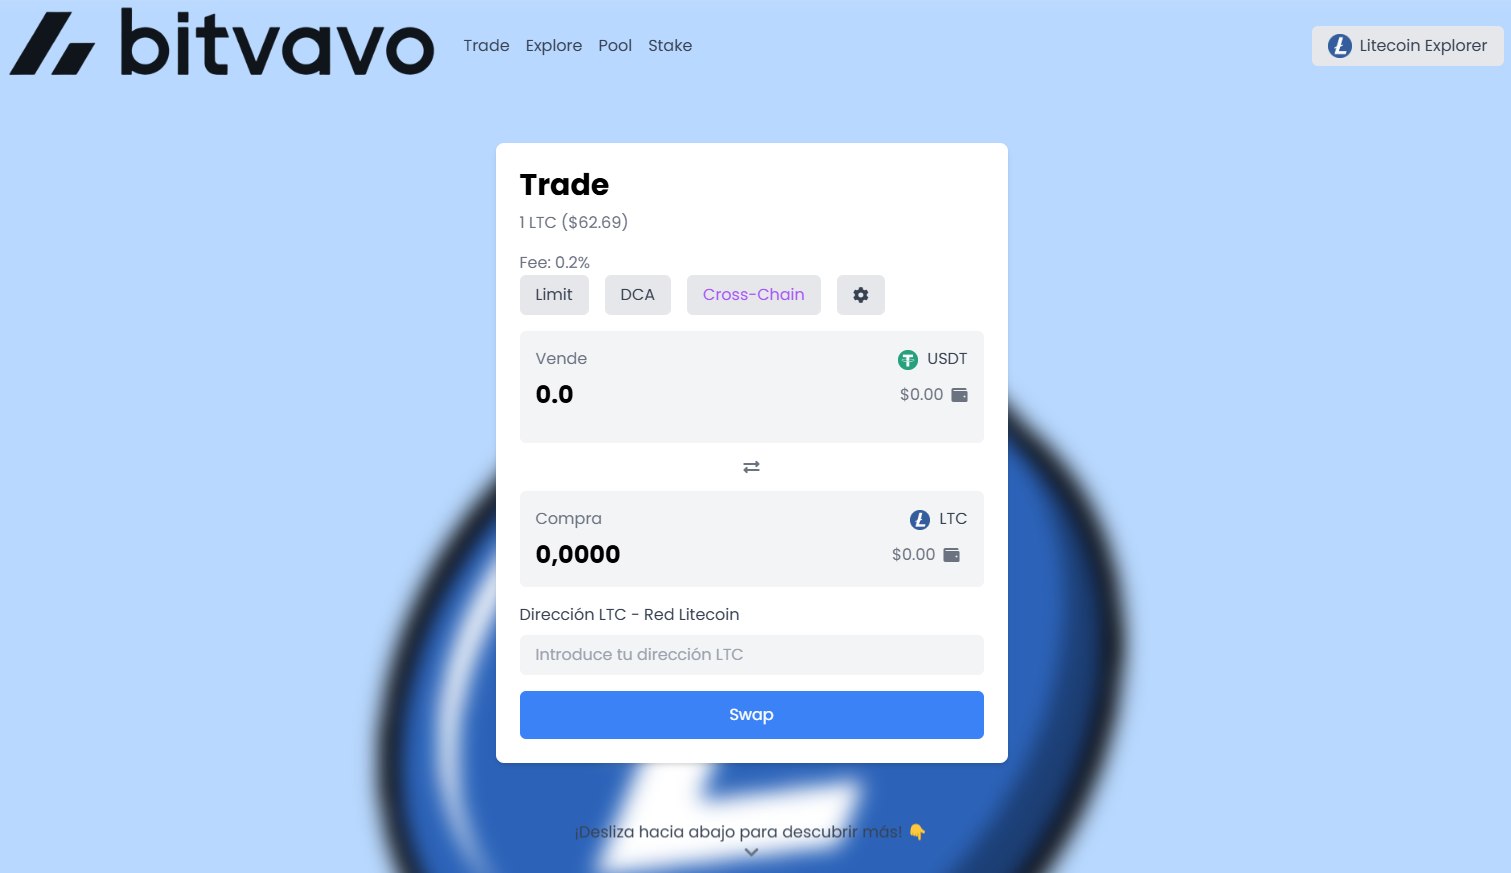 bitvavo
Trade Explore Pool Stake
Litecoin Explorer
Trade
1 LTC ($62.69)
Fee: 0.2%
Limit DCA Cross-Chain
Vende USDT
0.0 $0.00
Compra LTC
0,0000 $0.00
Dirección LTC - Red Litecoin
Introduce tu dirección LTC
Swap
¡Desliza hacia abajo para descubrir más! 👇